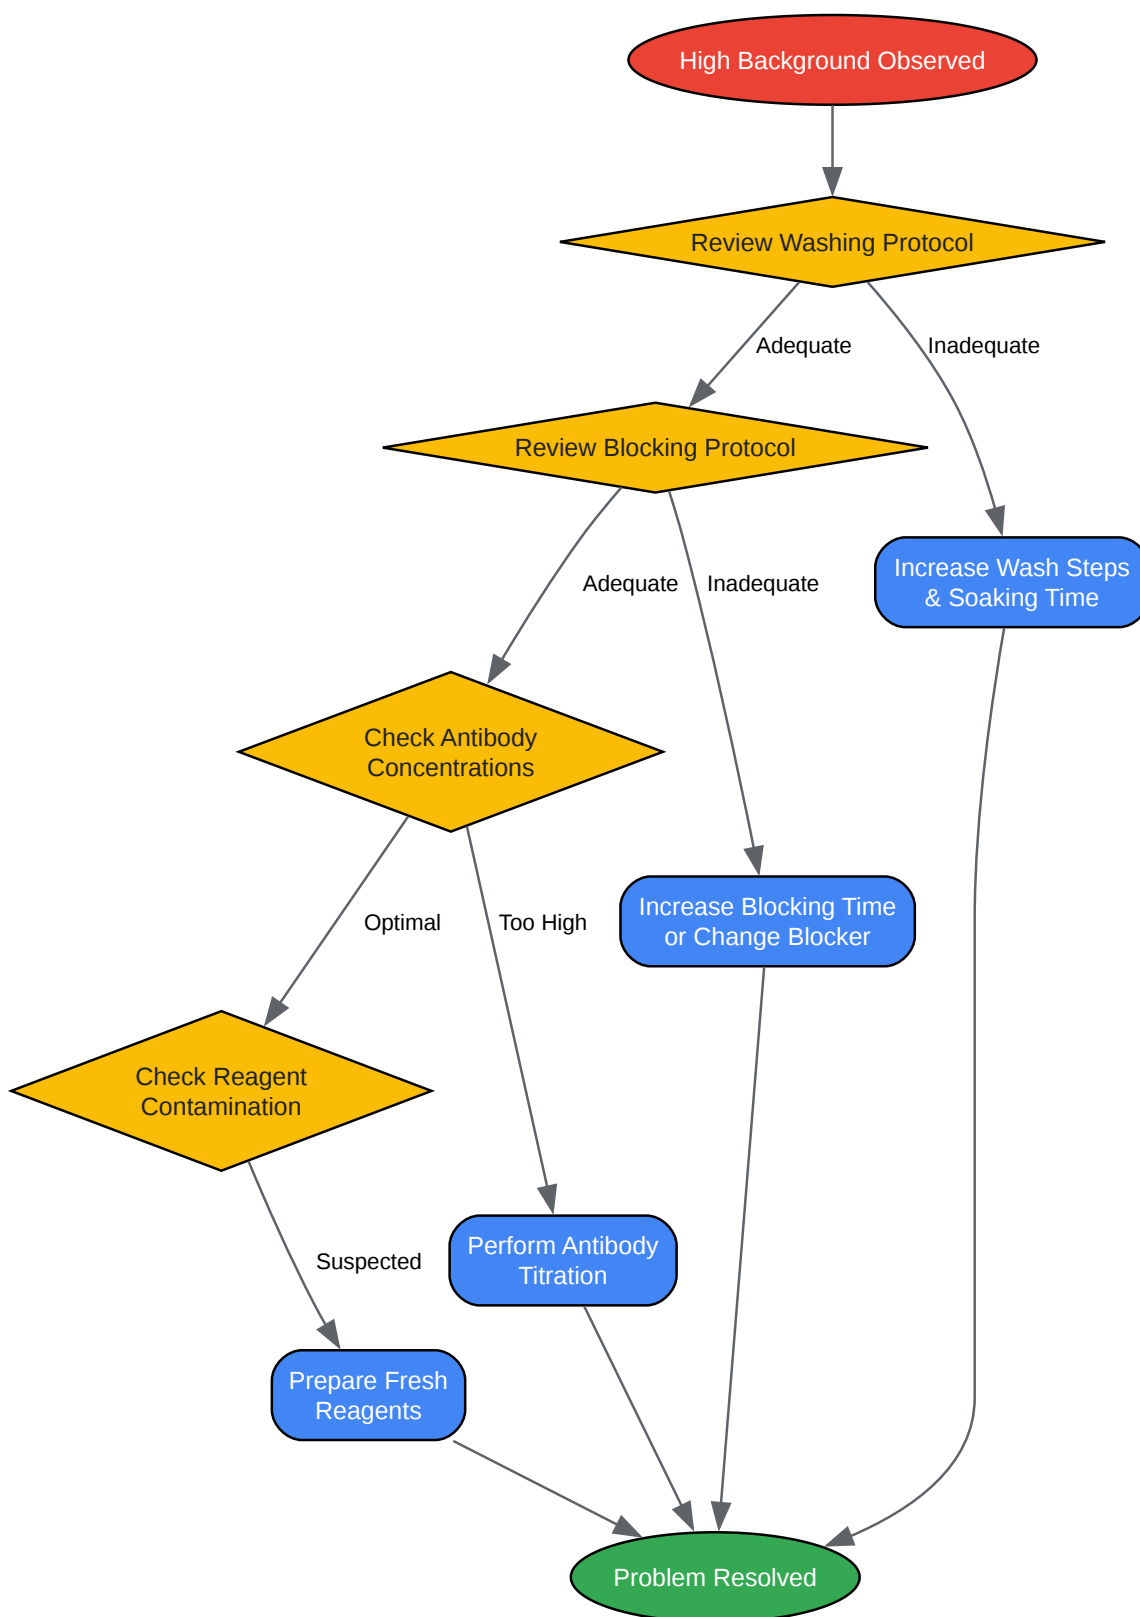 High Background Observed
Review Washing Protocol
Adequate
Inadequate
Review Blocking Protocol
Increase Wash Steps
& Soaking Time
Adequate
Inadequate
Check Antibody
Concentrations
Increase Blocking Time
or Change Blocker
Optimal
Too High
Check Reagent
Contamination
Perform Antibody
Titration
Suspected
Prepare Fresh
Reagents
Problem Resolved